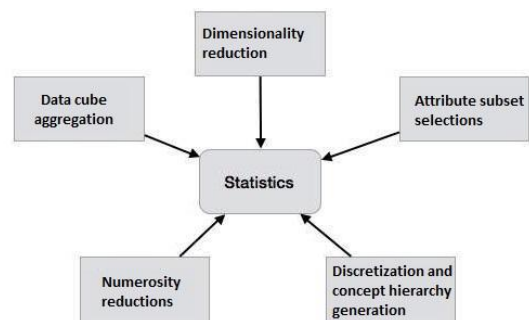 Dimensionality
reduction
Data cube
aggregation
Attribute subset
selections
Statistics
Numerosity
reductions
Discretization and
concept hierarchy
generation